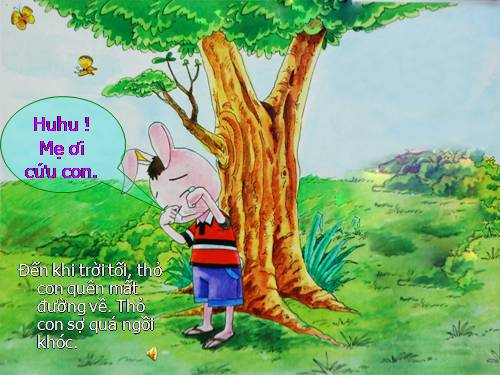 Huhu !
Mẹ ơi
cứu con.
Đến khi trời tối, thỏ
con quên mất
đường về. Thỏ
con sợ quá ngồi
khóc.